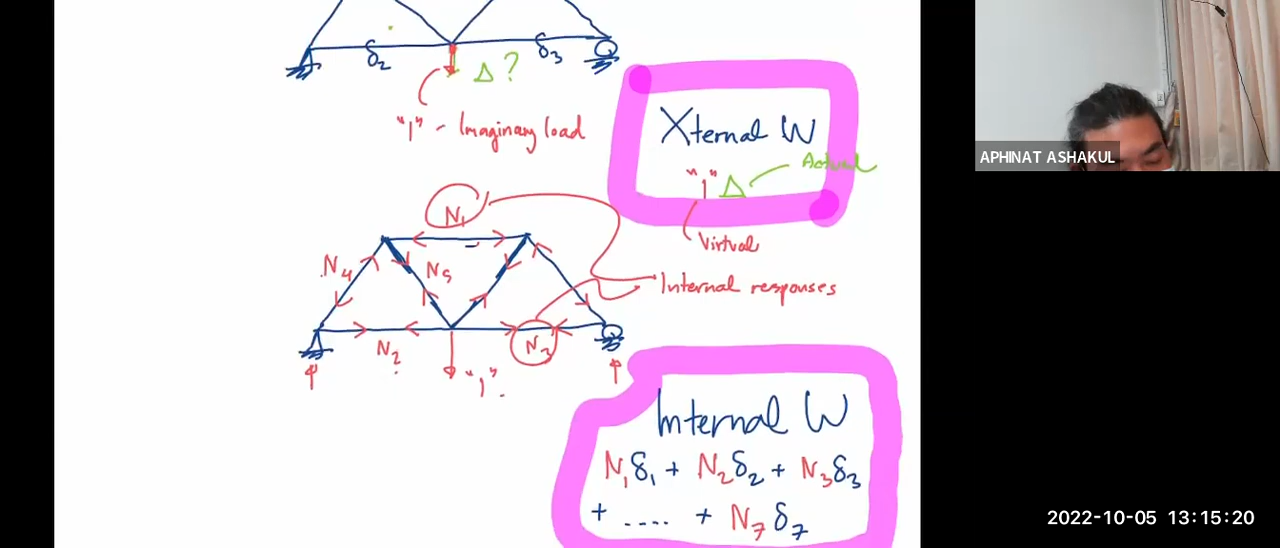 δ2
δ3
Δ?
"1" - Imaginary load
Xternal W
"1" Δ
Actual
Virtual
APHINAT ASHAKUL
N1
N4
N5
Internal responses
N2
N3
"1"
Internal W
N1δ1 + N2δ2 + N3δ3
+ .... + N7δ7
2022-10-05 13:15:20